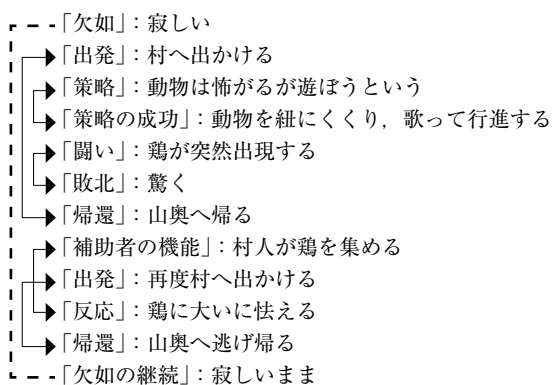 「欠如」：寂しい
「出発」：村へ出かける
「策略」：動物は怖がるが遊ぼうという
「策略の成功」：動物を紐にくくり，歌って行進する
「闘い」：鶏が突然出現する
「敗北」：驚く
「帰還」：山奥へ帰る
「補助者の機能」：村人が鶏を集める
「出発」：再度村へ出かける
「反応」：鶏に大いに怯える
「帰還」：山奥へ逃げ帰る
「欠如の継続」：寂しいまま